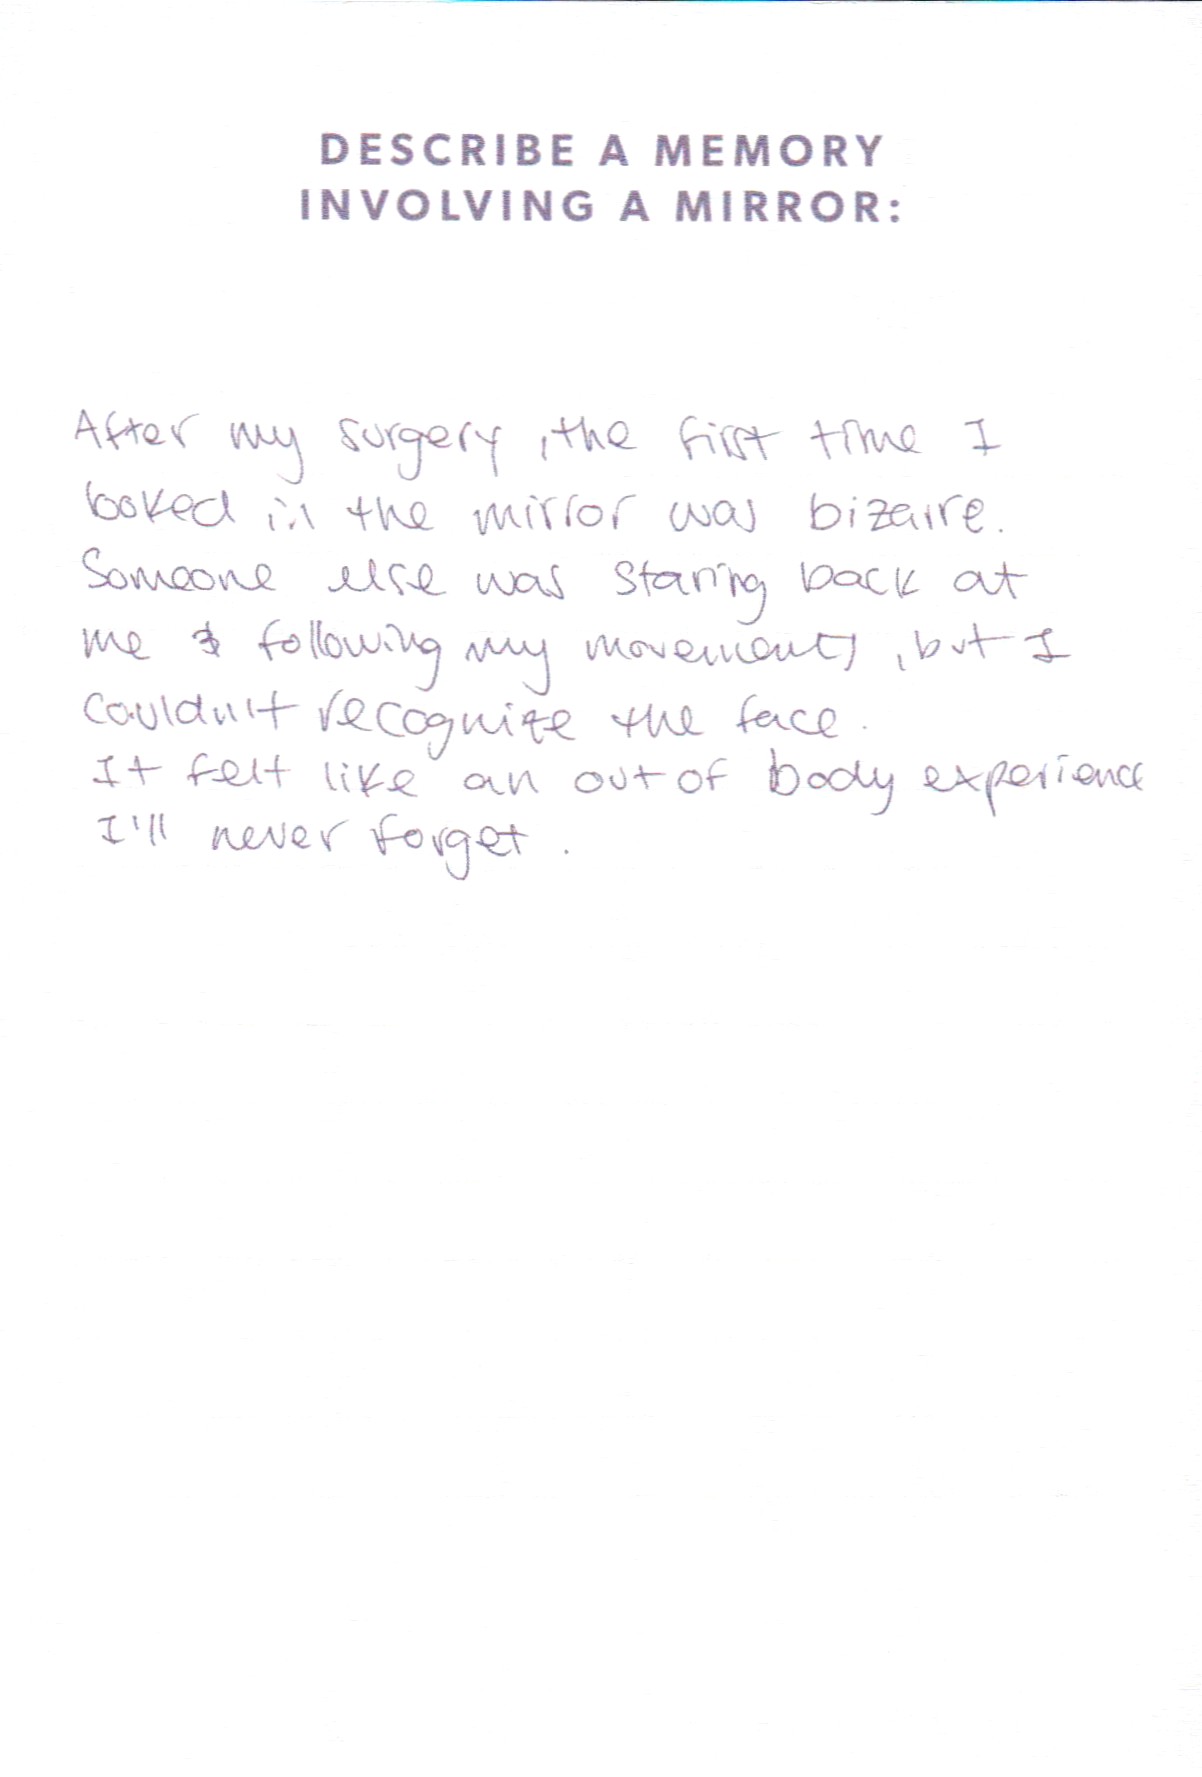 DESCRIBE A MEMORY
INVOLVING A MIRROR:
After my surgery, the first time I
looked in the mirror was bizaire.
Someone else was staring back at
me & following my movements, but I
couldn't recognize the face.
It felt like an out of body experience
I'll never forget.